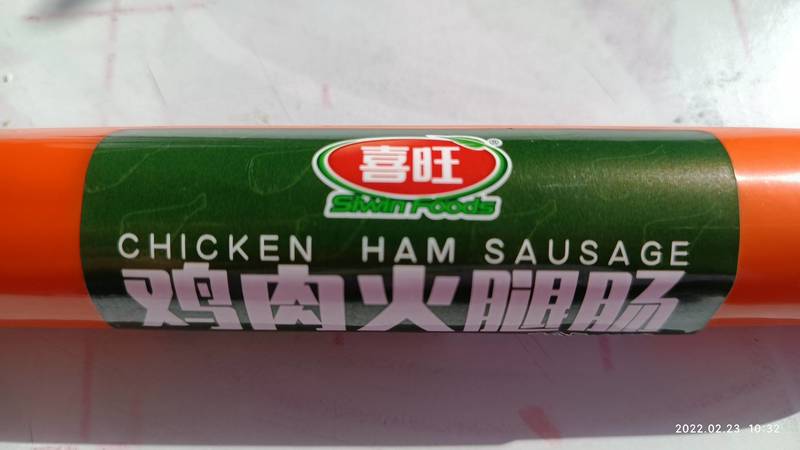 喜旺
®
Siwin Foods
CHICKEN HAM SAUSAGE
鸡肉火腿肠
2022.02.23 10:32